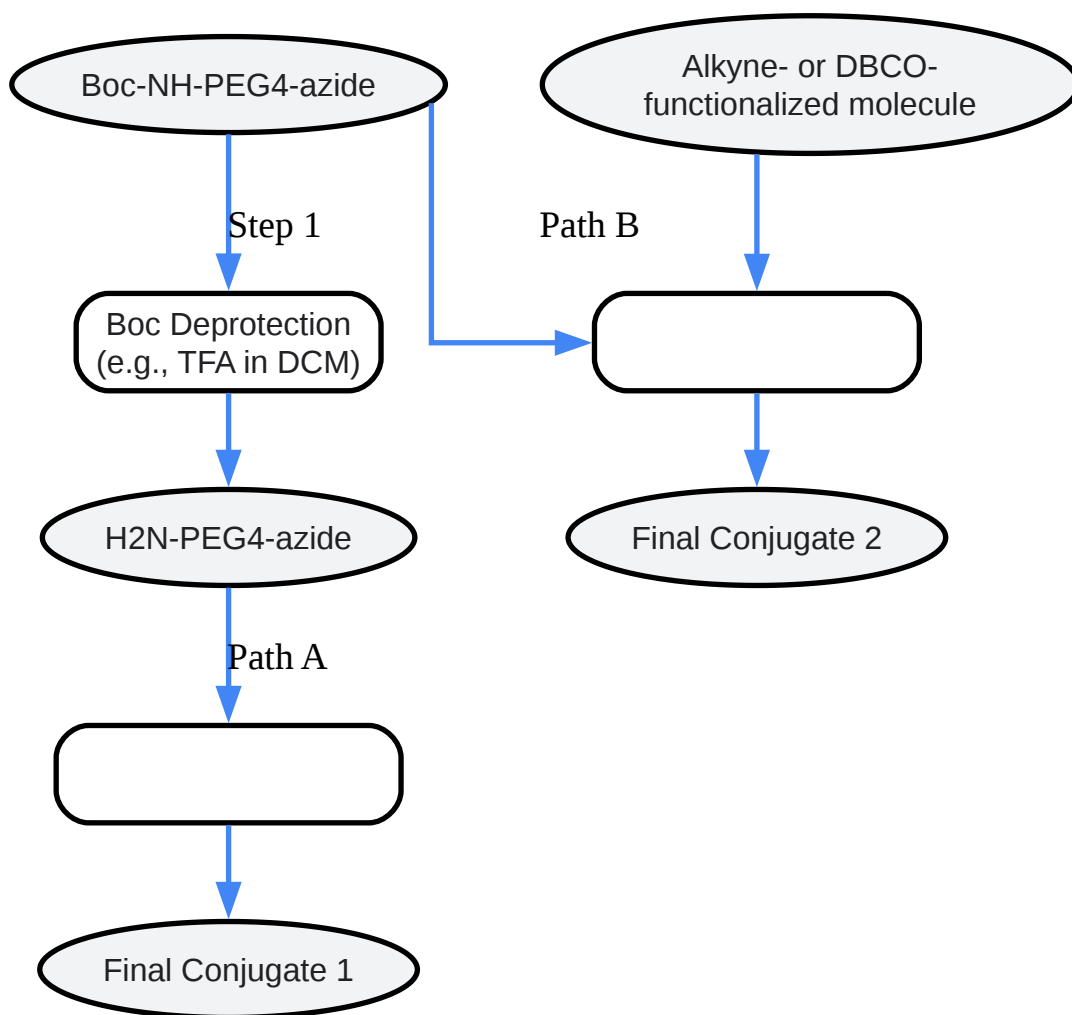 Boc-NH-PEG4-azide
Alkyne- or DBCO-
functionalized molecule
Step 1
Path B
Boc Deprotection
(e.g., TFA in DCM)
H2N-PEG4-azide
Final Conjugate 2
Path A
Final Conjugate 1